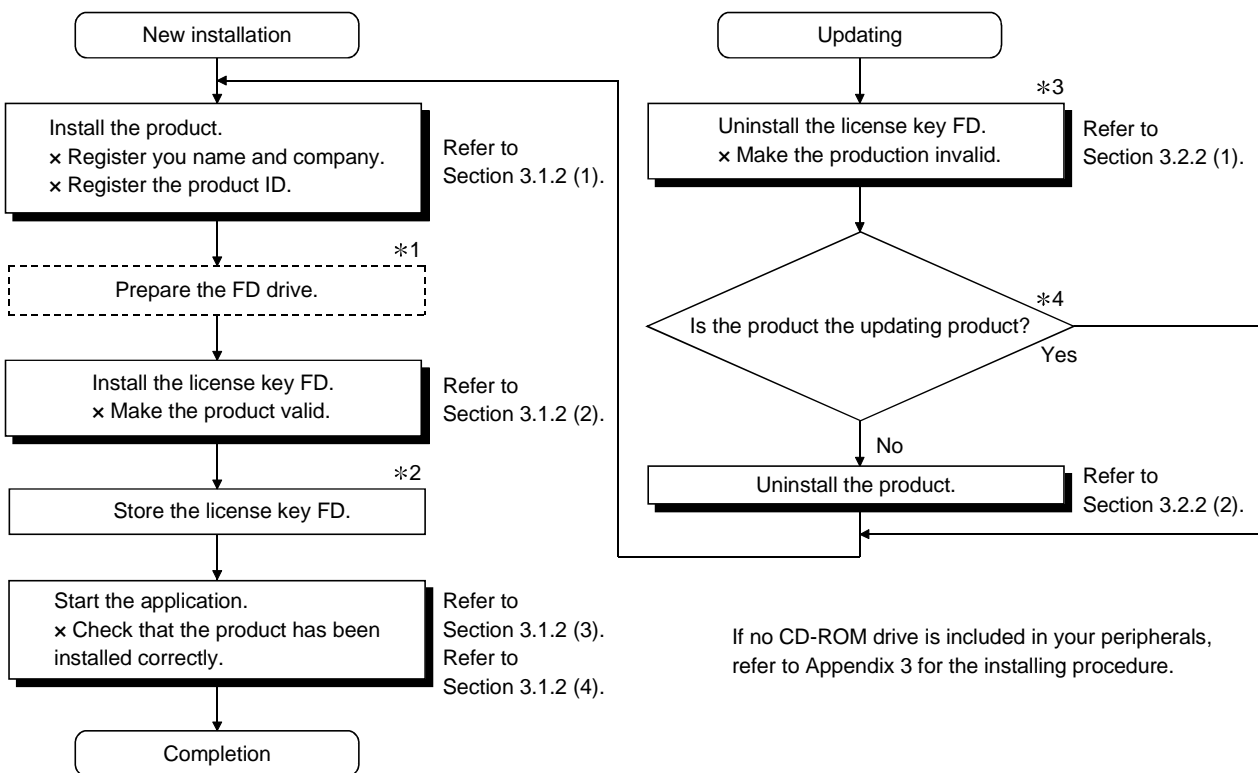 New installation
Install the product.
× Register you name and company.
× Register the product ID.
Refer to
Section 3.1.2 (1).
*1
Prepare the FD drive.
Install the license key FD.
× Make the product valid.
Refer to
Section 3.1.2 (2).
*2
Store the license key FD.
Start the application.
× Check that the product has been
installed correctly.
Refer to
Section 3.1.2 (3).
Refer to
Section 3.1.2 (4).
Completion
Updating
*3
Uninstall the license key FD.
× Make the production invalid.
Refer to
Section 3.2.2 (1).
*4
Is the product the updating product?
Yes
No
Uninstall the product.
Refer to
Section 3.2.2 (2).
If no CD-ROM drive is included in your peripherals,
refer to Appendix 3 for the installing procedure.